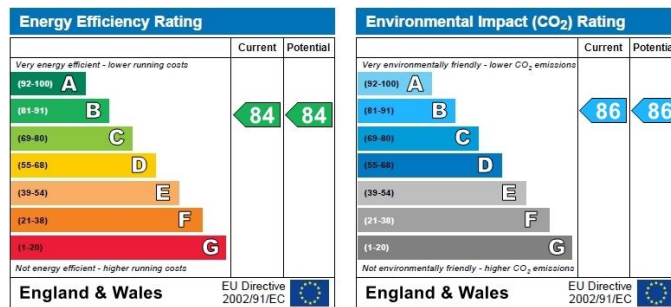 Energy Efficiency Rating
Current Potential
Very energy efficient - lower running costs
(92-100) A
(81-91) B
(69-80) C
(55-68) D
(39-54) E
(21-38) F
(1-20) G
84 84
Not energy efficient - higher running costs
England & Wales
EU Directive
2002/91/EC
Environmental Impact (CO₂) Rating
Current Potential
Very environmentally friendly - lower CO₂ emissions
(92-100) A
(81-91) B
(69-80) C
(55-68) D
(39-54) E
(21-38) F
(1-20) G
86 86
Not environmentally friendly - higher CO₂ emissions
England & Wales
EU Directive
2002/91/EC